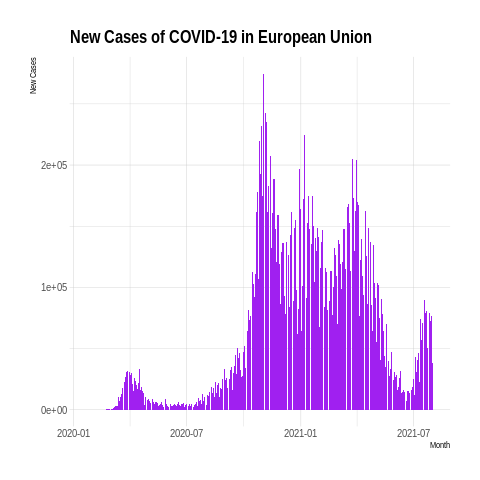 New Cases of COVID-19 in European Union
New Cases
2e+05
1e+05
0e+00
2020-01 2020-07 2021-01 2021-07
Month